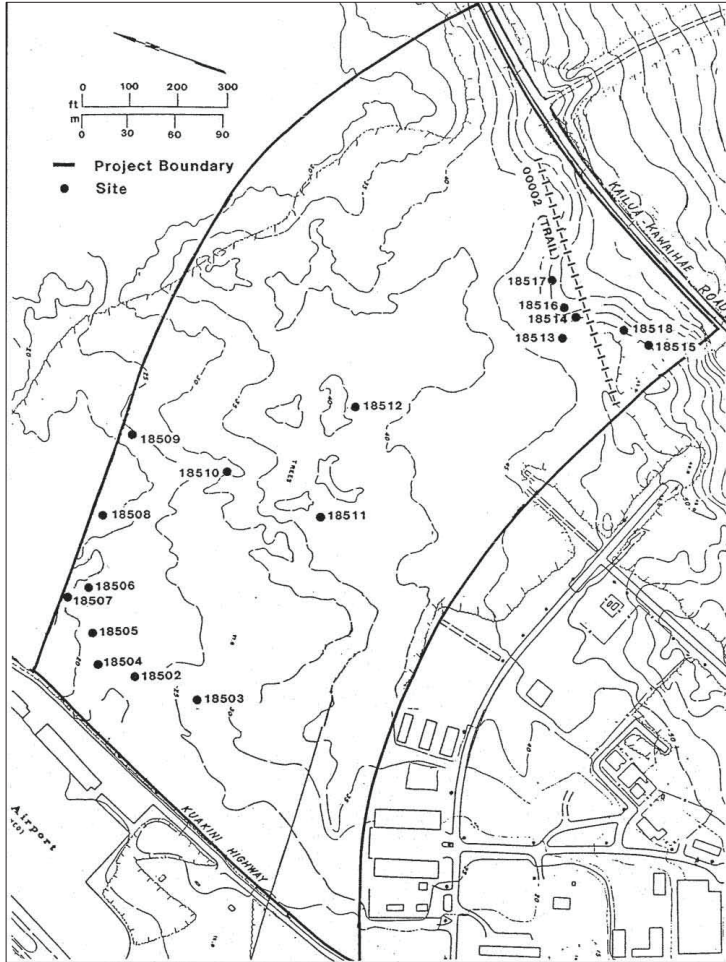 0 100 200 300
ft
m
0 30 60 90
Project Boundary
Site
00002 (TRAIL)
KAILUA-KAWAIHAE ROAD
18517
18516
18514
18518
18513
18515
18512
18509
18510
TREES
18511
18508
18506
18507
18505
18504
18502
18503
KUAKINI HIGHWAY
Airport